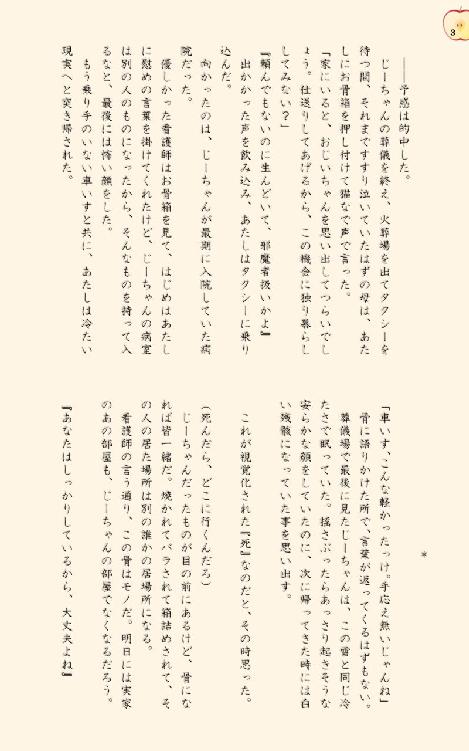 3
――予感は的中した。
じーちゃんの葬儀を終え、火葬場を出てタクシーを
待つ間、それまですすり泣いていたはずの母は、あた
しにお骨箱を押し付けて猫なで声で言った。
「家にいると、おじいちゃんを思い出してつらいでし
ょう。仕送りしてあげるから、この機会に独り暮らし
してみない？」
『頼んでもないのに生んどいて、邪魔者扱いかよ』
出かかった声を飲み込み、あたしはタクシーに乗り
込んだ。
向かったのは、じーちゃんが最期に入院していた病
院だった。
優しかった看護師はお骨箱を見て、はじめはあたし
に慰めの言葉を掛けてくれたけど、じーちゃんの病室
は別の人のものになったから、そんなものを持って入
るなと、最後には怖い顔をした。
もう乗り手のいない車いすと共に、あたしは冷たい
現実へと突き帰された。
＊
「車いす、こんな軽かったっけ。手応え無いじゃんね」
骨に語りかけた所で、言葉が返ってくるはずもない。
葬儀場で最後に見たじーちゃんは、この雪と同じ冷
たさで眠っていた。揺さぶったらあっさり起きそうな
安らかな顔をしていたのに、次に帰ってきた時には白
い残骸になっていた事を思い出す。
これが視覚化された『死』なのだと、その時思った。
（死んだら、どこに行くんだろ）
じーちゃんだったものが目の前にあるけど、骨にな
れば皆一緒だ。焼かれてバラされて箱詰めされて、そ
の人の居た場所は別の誰かの居場所になる。
看護師の言う通り、この骨はモノだ。明日には実家
のあの部屋も、じーちゃんの部屋でなくなるだろう。
『あなたはしっかりしているから、大丈夫よね』